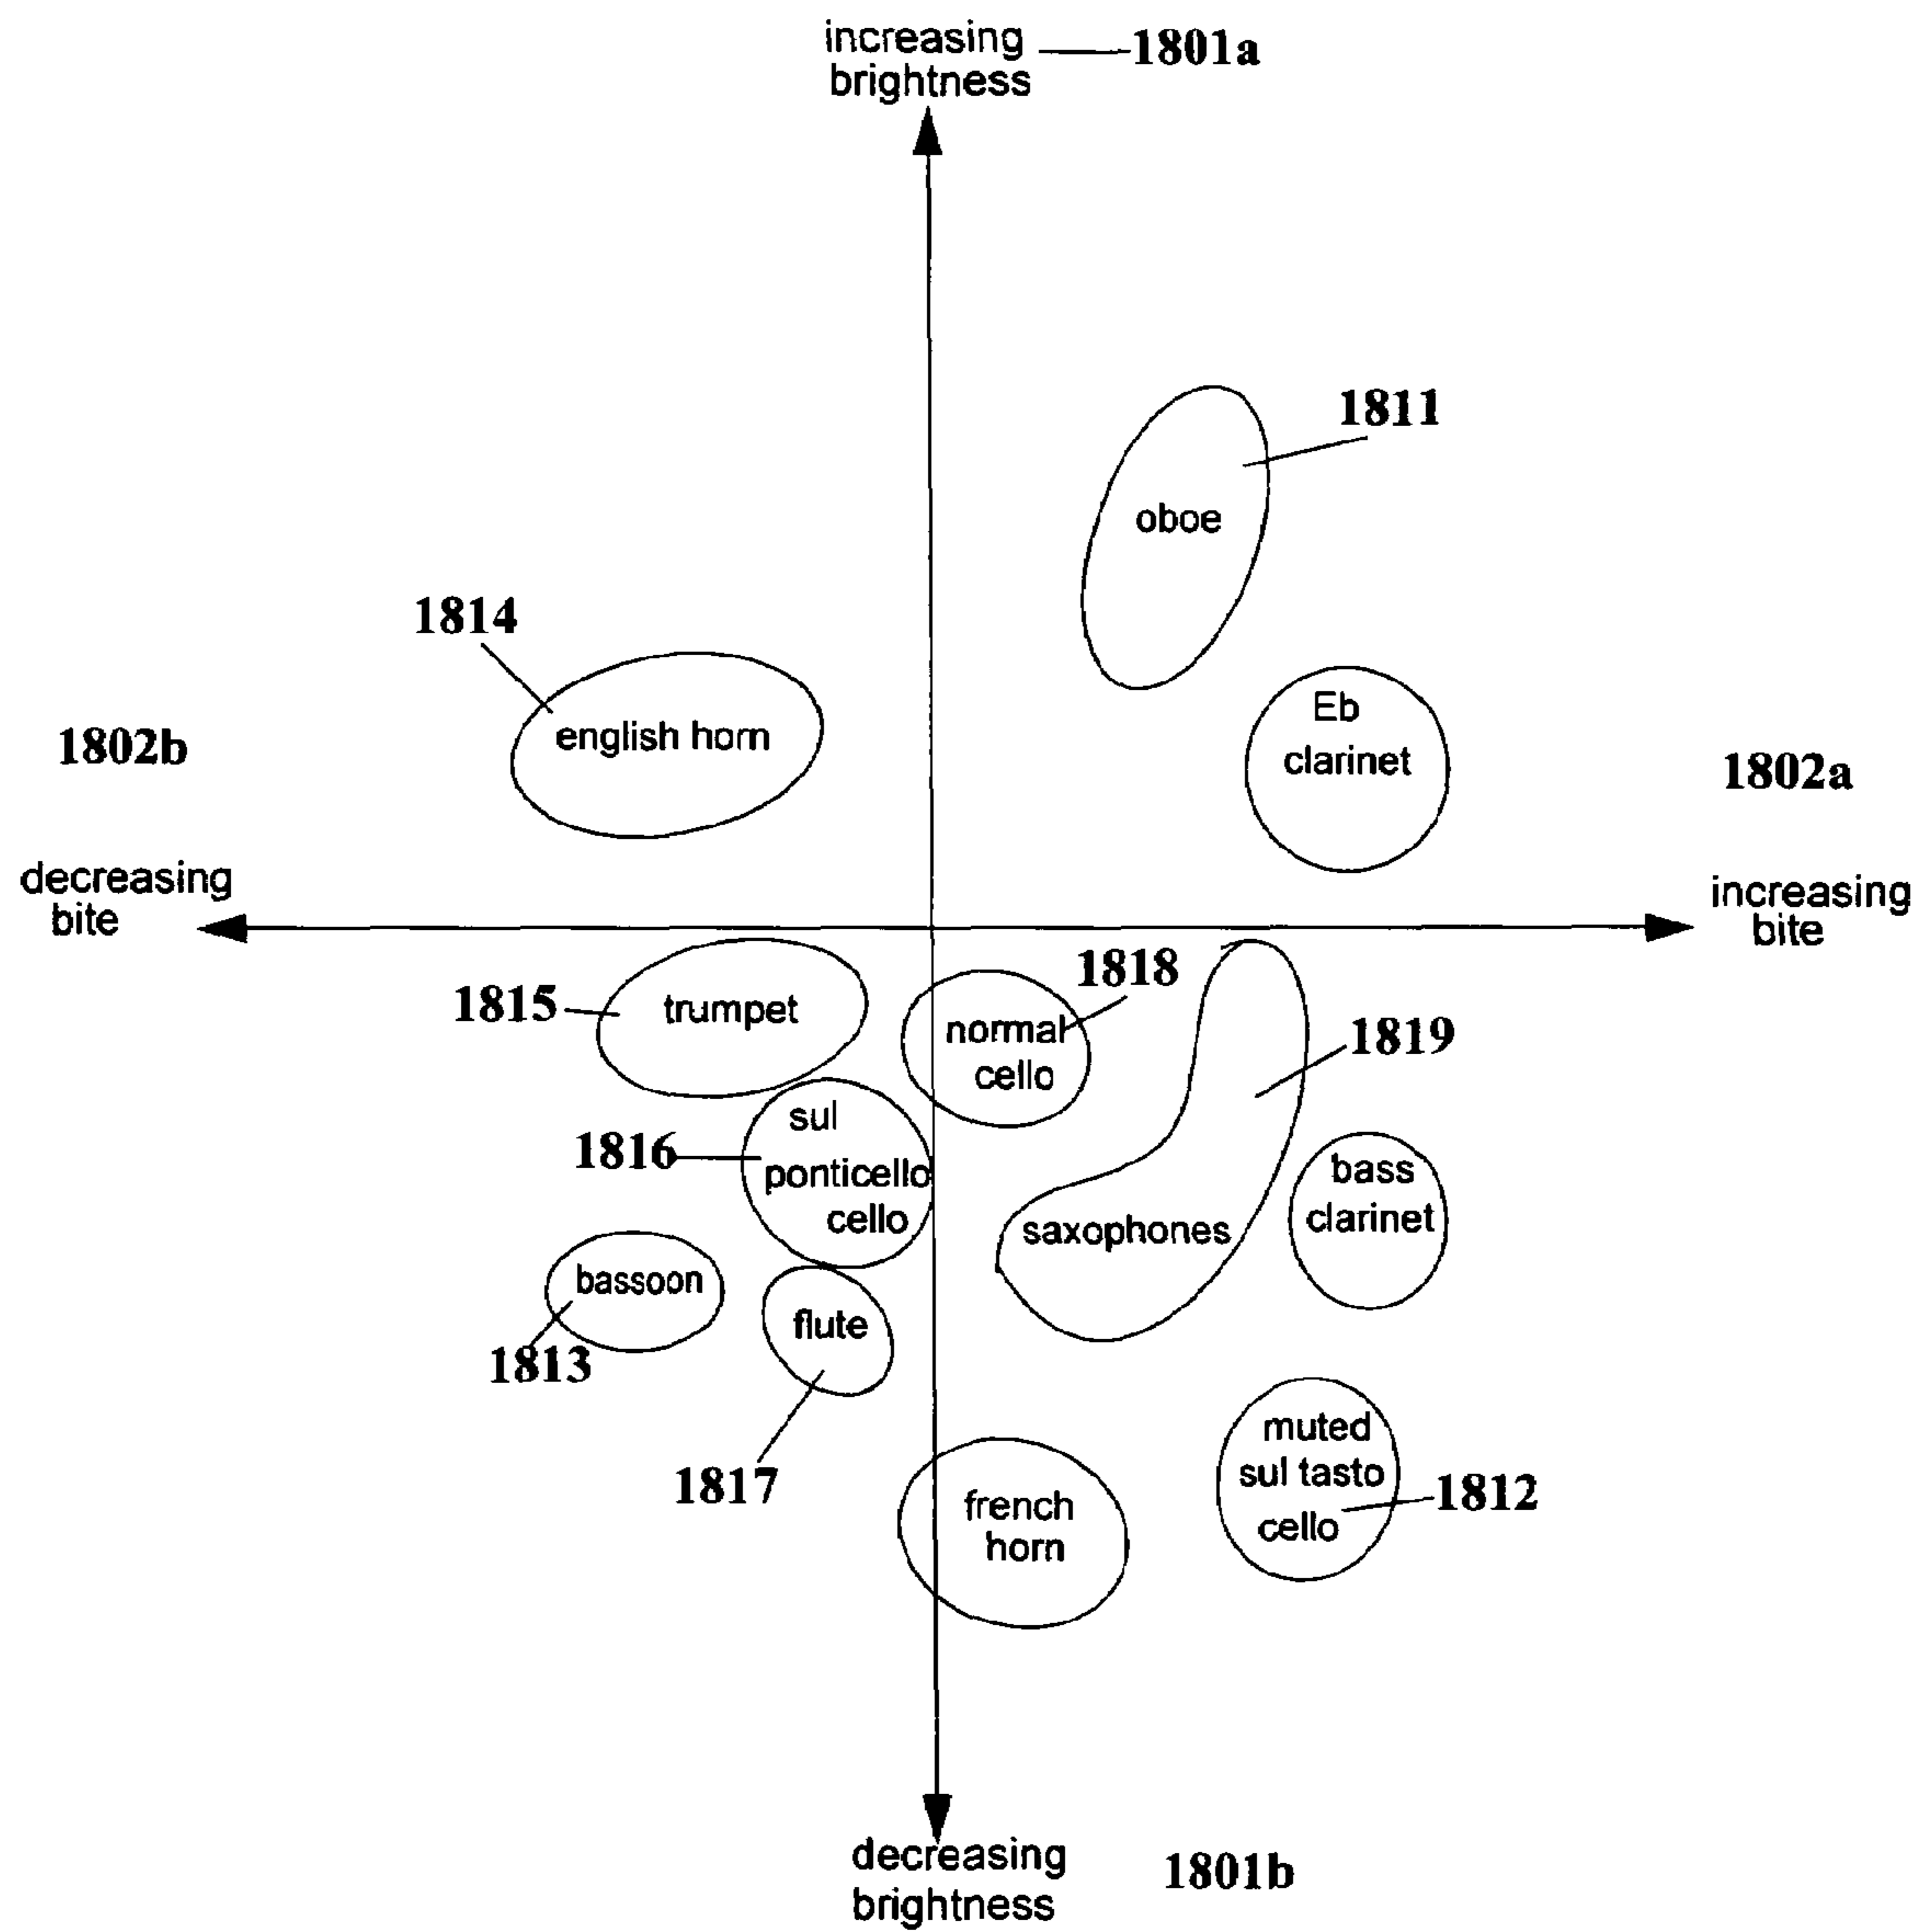 increasing
brightness
1801a
1811
oboe
1814
english horn
Eb
clarinet
1802b
1802a
decreasing
bite
increasing
bite
1818
1815
trumpet
normal
cello
1819
sul
ponticello
cello
1816
bass
clarinet
saxophones
bassoon
1813
flute
1817
muted
sul tasto
cello
1812
french
horn
decreasing
brightness
1801b